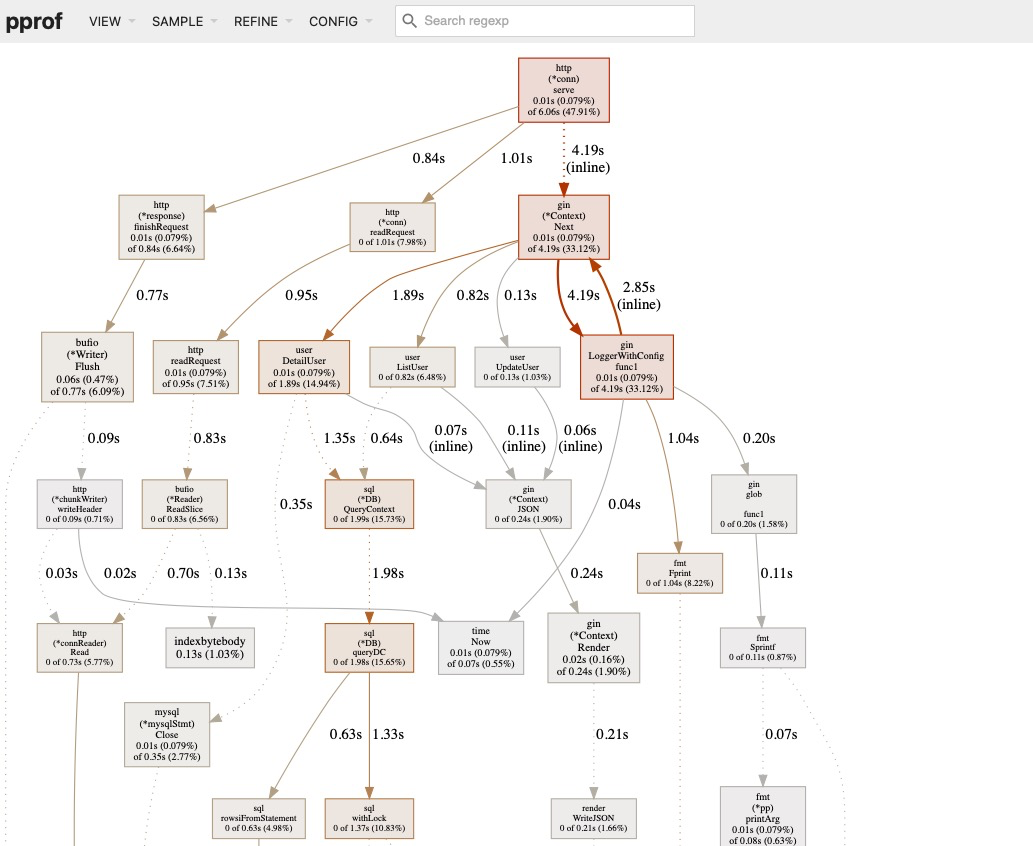 pprof VIEW SAMPLE REFINE CONFIG Search regexp
http
(*conn)
serve
0.01s (0.079%)
of 6.06s (47.91%)
0.84s
1.01s
4.19s
(inline)
http
(*response)
finishRequest
0.01s (0.079%)
of 0.84s (6.64%)
http
(*conn)
readRequest
0 of 1.01s (7.98%)
gin
(*Context)
Next
0.01s (0.079%)
of 4.19s (33.12%)
0.77s
0.95s
1.89s
0.82s
0.13s
4.19s
2.85s
(inline)
bufio
(*Writer)
Flush
0.06s (0.47%)
of 0.77s (6.09%)
http
readRequest
0.01s (0.079%)
of 0.95s (7.51%)
user
DetailUser
0.01s (0.079%)
of 1.89s (14.94%)
user
ListUser
0 of 0.82s (6.48%)
user
UpdateUser
0 of 0.13s (1.03%)
gin
LoggerWithConfig
func1
0.01s (0.079%)
of 4.19s (33.12%)
0.09s
0.83s
1.35s
0.64s
0.07s
(inline)
0.11s
(inline)
0.06s
(inline)
1.04s
0.20s
http
(*chunkWriter)
writeHeader
0 of 0.09s (0.71%)
bufio
(*Reader)
ReadSlice
0 of 0.83s (6.56%)
0.35s
sql
(*DB)
QueryContext
0 of 1.99s (15.73%)
gin
(*Context)
JSON
0 of 0.24s (1.90%)
0.04s
gin
glob
func1
0 of 0.20s (1.58%)
0.03s
0.02s
0.70s
0.13s
1.98s
0.24s
fmt
Fprint
0 of 1.04s (8.22%)
0.11s
http
(*connReader)
Read
0 of 0.73s (5.77%)
indexbytebody
0.13s (1.03%)
sql
(*DB)
queryDC
0 of 1.98s (15.65%)
time
Now
0.01s (0.079%)
of 0.07s (0.55%)
gin
(*Context)
Render
0.02s (0.16%)
of 0.24s (1.90%)
fmt
Sprintf
0 of 0.11s (0.87%)
mysql
(*mysqlStmt)
Close
0.01s (0.079%)
of 0.35s (2.77%)
0.63s
1.33s
0.21s
0.07s
sql
rowsiFromStatement
0 of 0.63s (4.98%)
sql
withLock
0 of 1.37s (10.83%)
render
WriteJSON
0 of 0.21s (1.66%)
fmt
(*pp)
printArg
0.01s (0.079%)
of 0.08s (0.63%)